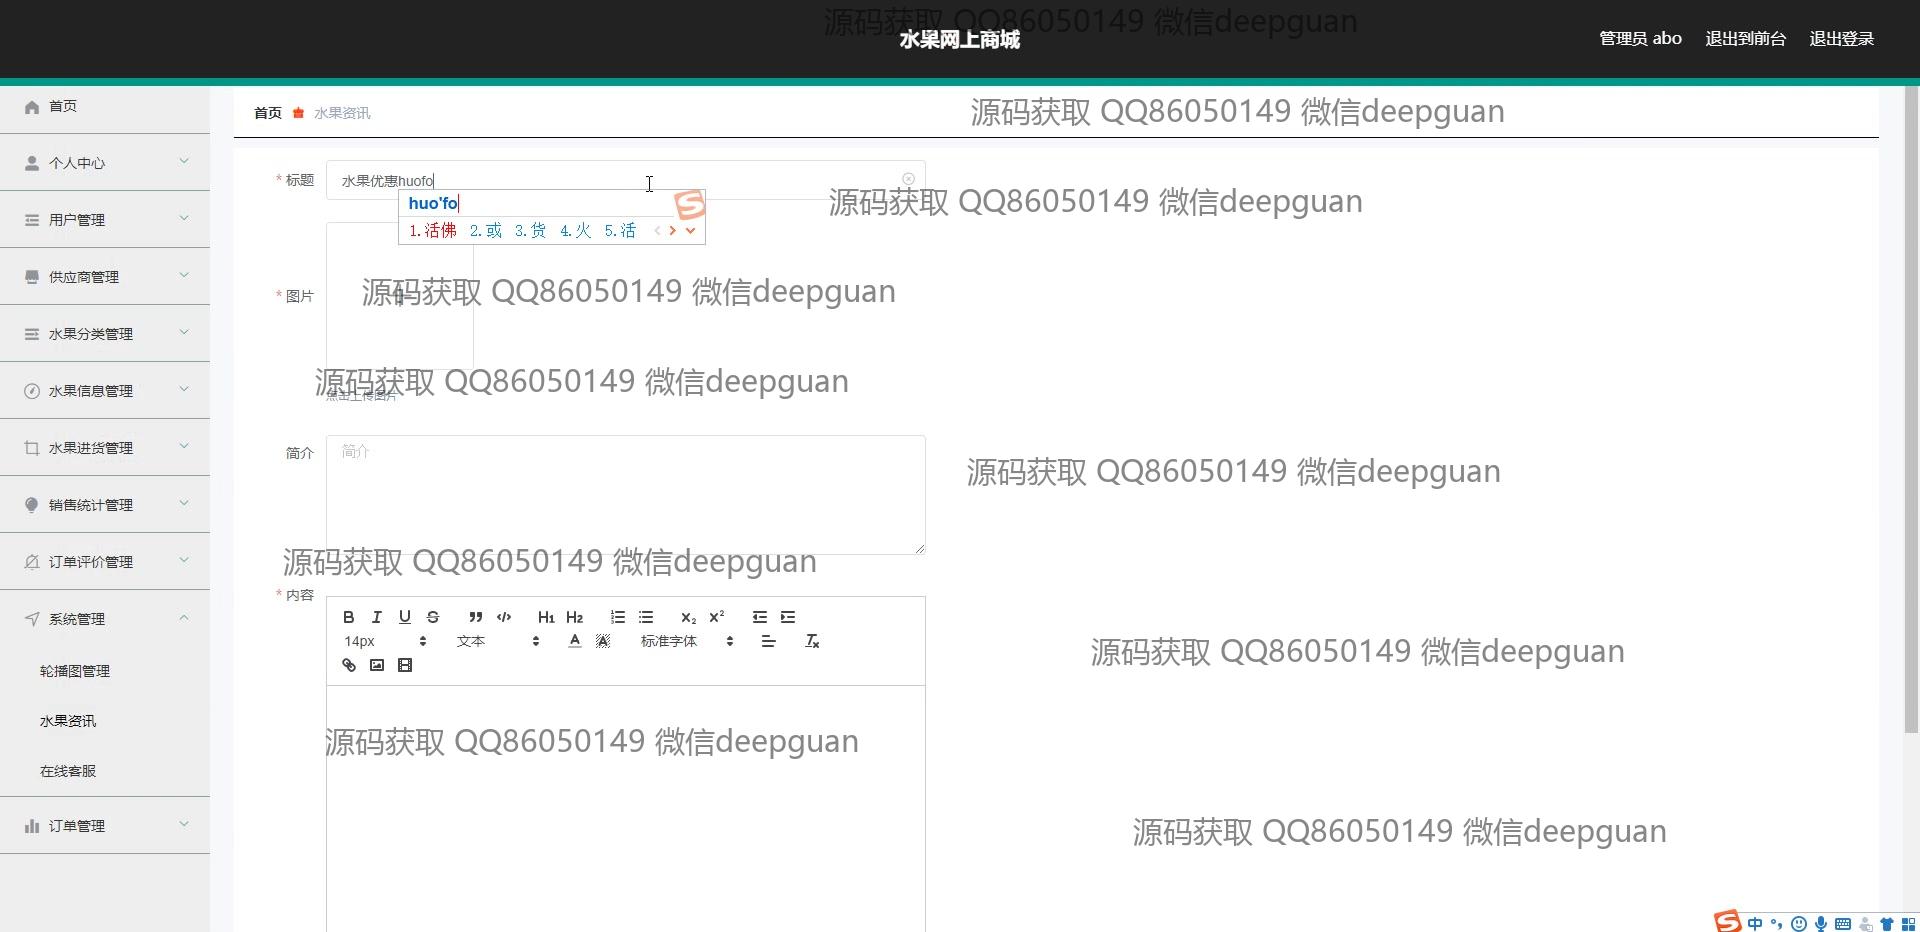 源码获取 QQ86050149 微信deepguan
水果网上商城
管理员 abo 退出到前台 退出登录
首页
个人中心
用户管理
供应商管理
水果分类管理
水果信息管理
水果进货管理
销售统计管理
订单评价管理
系统管理
轮播图管理
水果资讯
在线客服
订单管理
首页 水果资讯
源码获取 QQ86050149 微信deepguan
* 标题 水果优惠huofo
huo'fo
1.活佛 2.或 3.货 4.火 5.活
源码获取 QQ86050149 微信deepguan
* 图片
源码获取 QQ86050149 微信deepguan
源码获取 QQ86050149 微信deepguan
点击上传图片
简介 简介
源码获取 QQ86050149 微信deepguan
源码获取 QQ86050149 微信deepguan
* 内容
B I U S H1 H2 X2 X2
14px 文本 A A 标准字体 Tx
源码获取 QQ86050149 微信deepguan
源码获取 QQ86050149 微信deepguan
源码获取 QQ86050149 微信deepguan
S 中